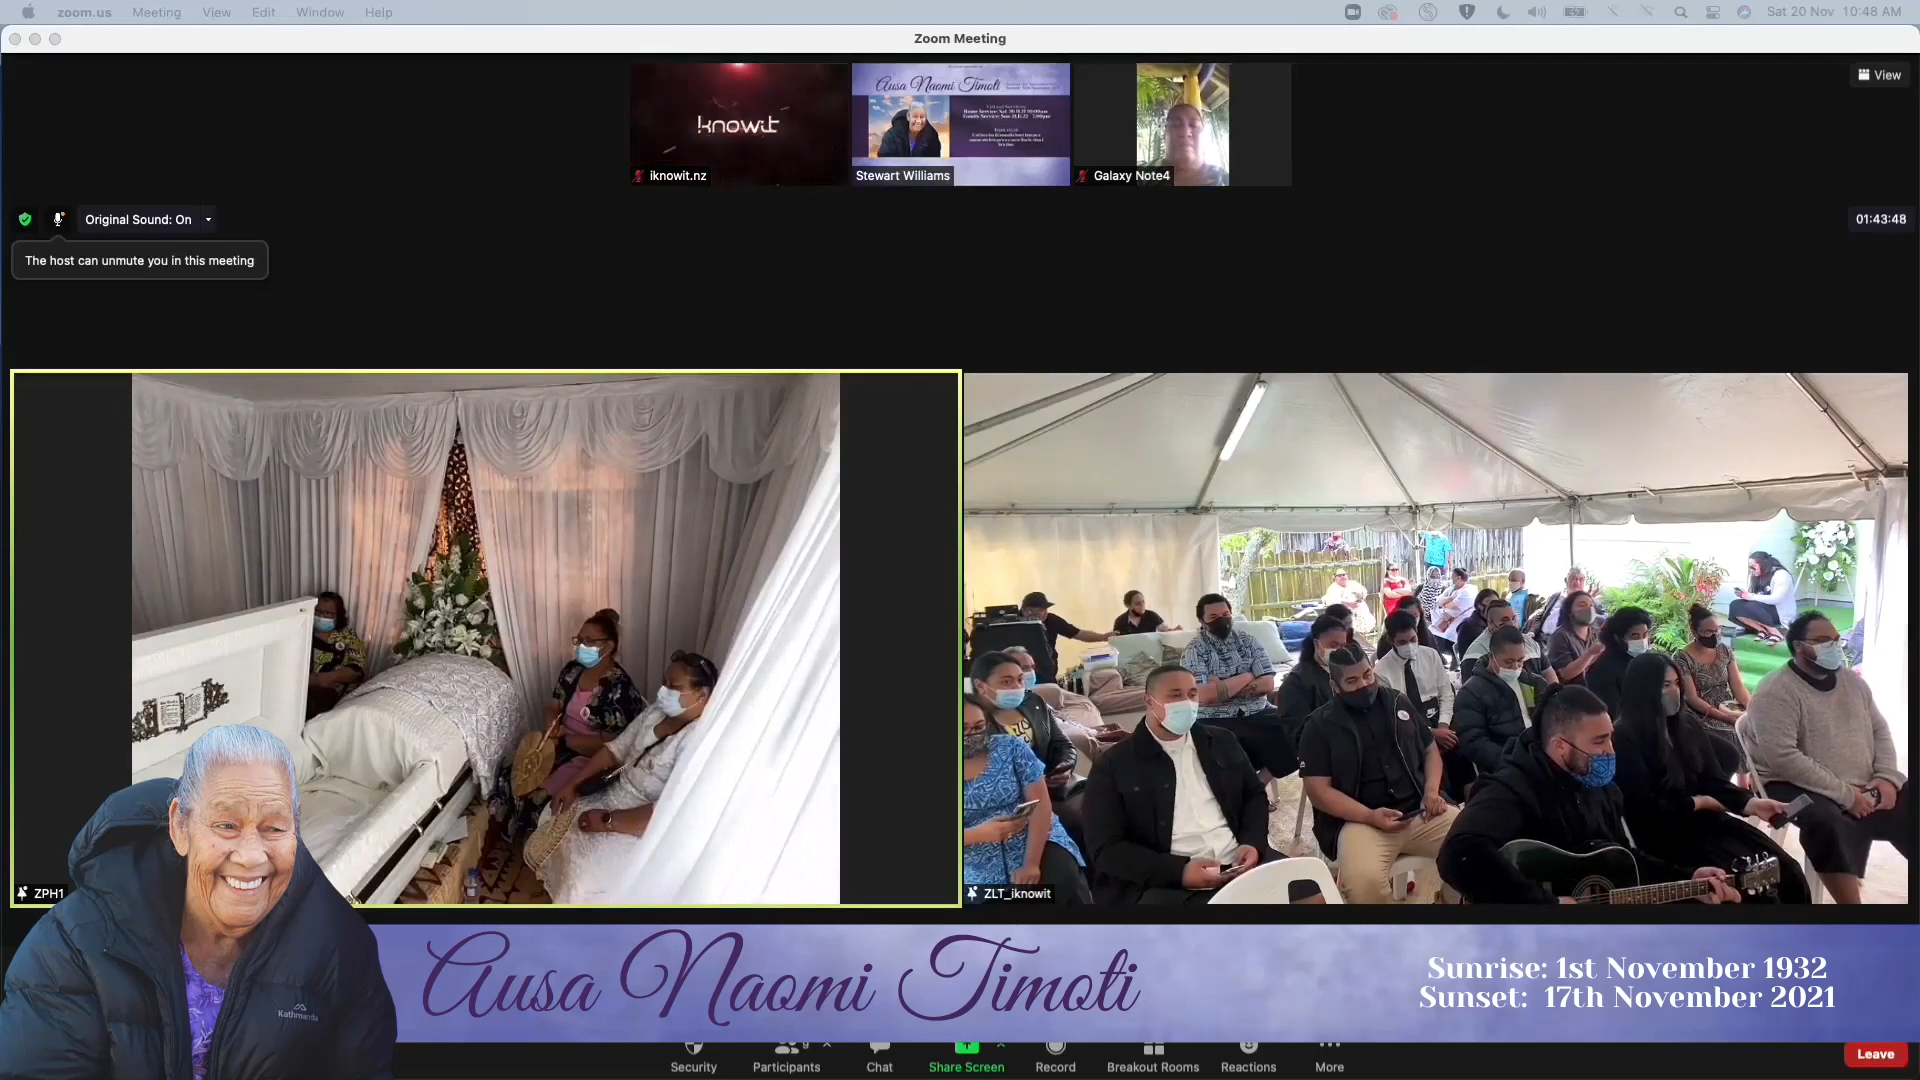 zoom.us Meeting View Edit Window Help
Sat 20 Nov 10:48 AM
Zoom Meeting
View
!knowit
iknowit.nz
Ausa Naomi Timoti
Stewart Williams
Galaxy Note4
Original Sound: On
01:43:48
The host can unmute you in this meeting
ZPH1
ZLT_iknowit
Ausa Naomi Timoti
Sunrise: 1st November 1932
Sunset: 17th November 2021
Kathmandu
9
Security Participants Chat Share Screen Record Breakout Rooms Reactions More
Leave